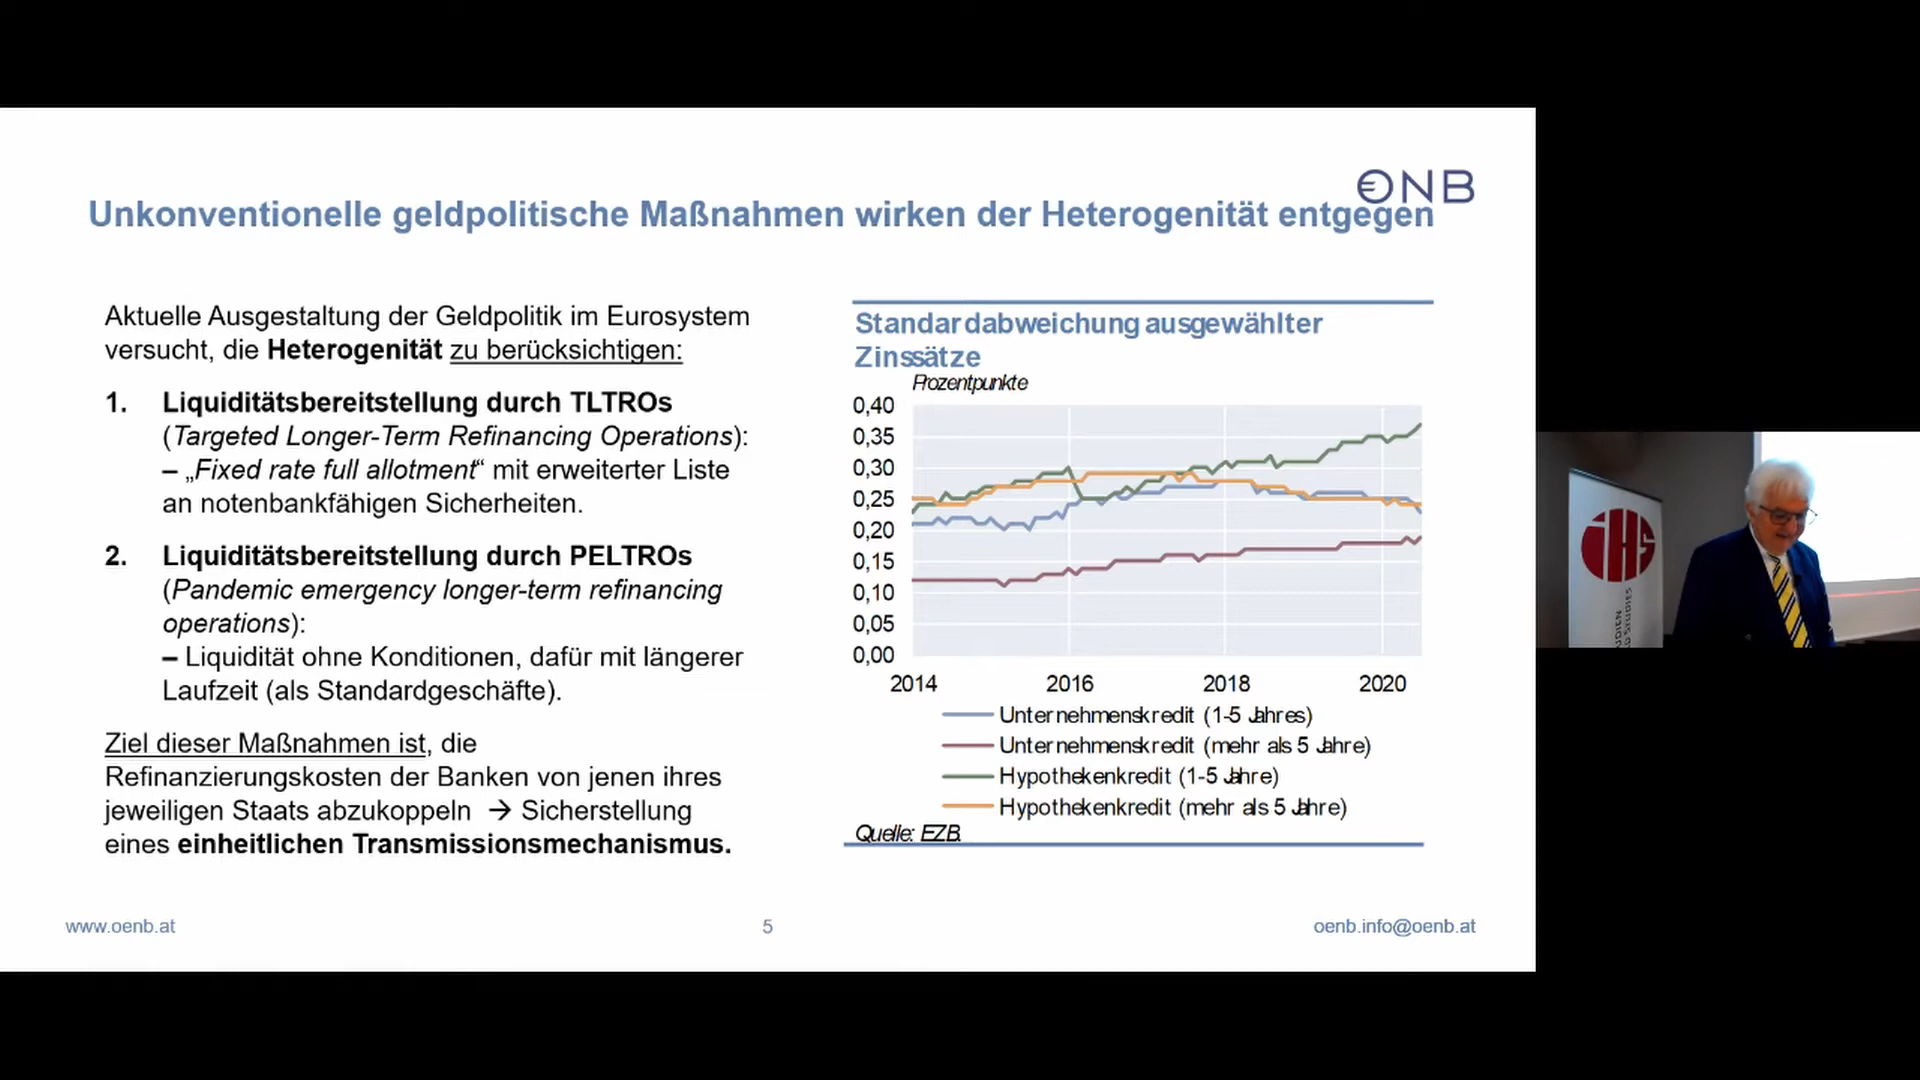 €NB
Unkonventionelle geldpolitische Maßnahmen wirken der Heterogenität entgegen
Aktuelle Ausgestaltung der Geldpolitik im Eurosystem
versucht, die Heterogenität zu berücksichtigen:
1. Liquiditätsbereitstellung durch TLTROs
(Targeted Longer-Term Refinancing Operations):
– „Fixed rate full allotment“ mit erweiterter Liste
an notenbankfähigen Sicherheiten.
2. Liquiditätsbereitstellung durch PELTROs
(Pandemic emergency longer-term refinancing
operations):
– Liquidität ohne Konditionen, dafür mit längerer
Laufzeit (als Standardgeschäfte).
Ziel dieser Maßnahmen ist, die
Refinanzierungskosten der Banken von jenen ihres
jeweiligen Staats abzukoppeln → Sicherstellung
eines einheitlichen Transmissionsmechanismus.
Standardabweichung ausgewählter
Zinssätze
Prozentpunkte
0,40
0,35
0,30
0,25
0,20
0,15
0,10
0,05
0,00
2014 2016 2018 2020
Unternehmenskredit (1-5 Jahres)
Unternehmenskredit (mehr als 5 Jahre)
Hypothekenkredit (1-5 Jahre)
Hypothekenkredit (mehr als 5 Jahre)
Quelle: EZB.
www.oenb.at
5
oenb.info@oenb.at
iHS